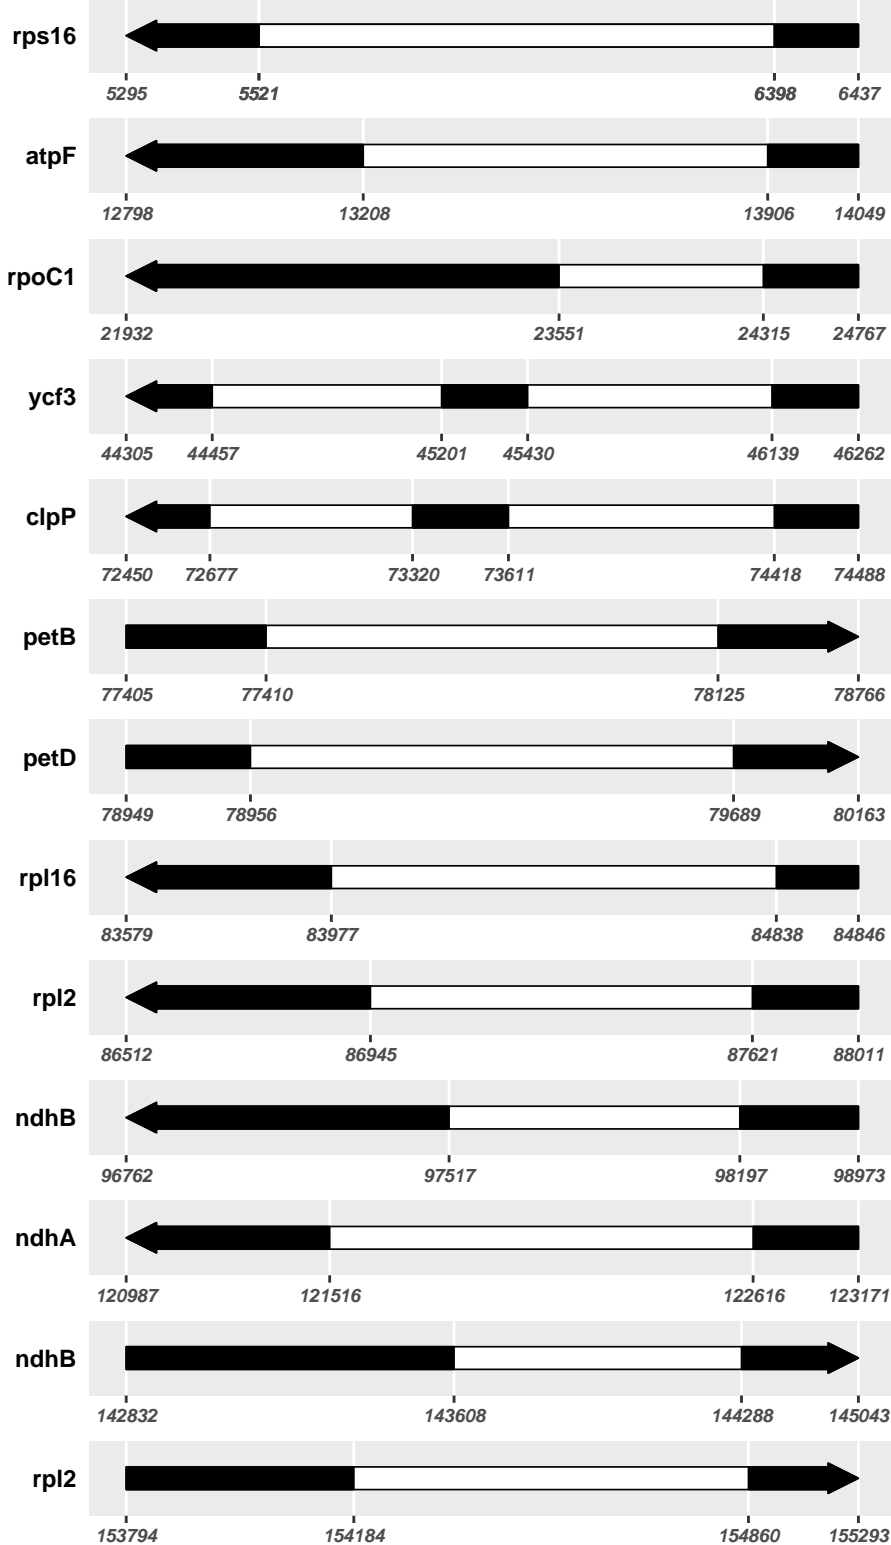 rps16
5295 5521 6398 6437
atpF
12798 13208 13906 14049
rpoC1
21932 23551 24315 24767
ycf3
44305 44457 45201 45430 46139 46262
clpP
72450 72677 73320 73611 74418 74488
petB
77405 77410 78125 78766
petD
78949 78956 79689 80163
rpl16
83579 83977 84838 84846
rpl2
86512 86945 87621 88011
ndhB
96762 97517 98197 98973
ndhA
120987 121516 122616 123171
ndhB
142832 143608 144288 145043
rpl2
153794 154184 154860 155293